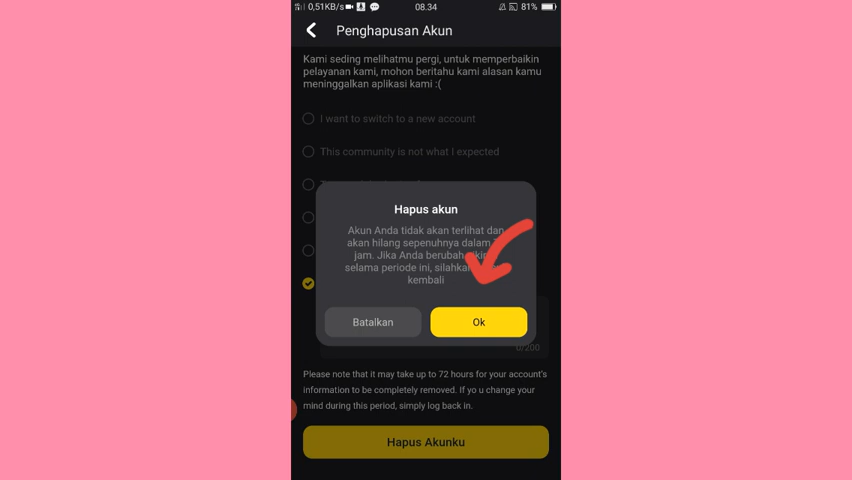 0,51KB/s 08.34 81%
Penghapusan Akun
Kami seding melihatmu pergi, untuk memperbaikin
pelayanan kami, mohon beritahu kami alasan kamu
meninggalkan aplikasi kami :(
I want to switch to a new account
This community is not what I expected
Hapus akun
Akun Anda tidak akan terlihat dan
akan hilang sepenuhnya dalam
jam. Jika Anda berubah
selama periode ini, silahkan
kembali
Batalkan Ok
0/200
Please note that it may take up to 72 hours for your account's
information to be completely removed. If yo u change your
mind during this period, simply log back in.
Hapus Akunku